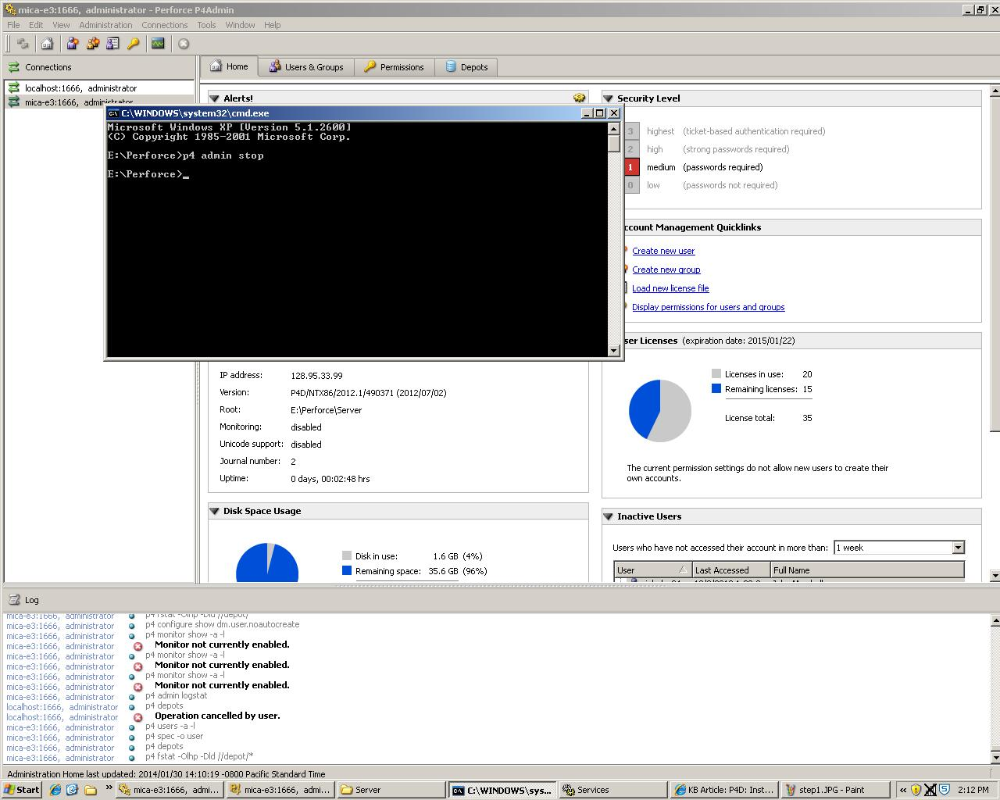 mica-e3:1666, administrator - Perforce P4Admin
File Edit View Administration Connections Tools Window Help
Connections
Home
Users & Groups
Permissions
Depots
localhost:1666, administrator
mica-e3:1666, administrator
Alerts!
C:\WINDOWS\system32\cmd.exe
Microsoft Windows XP [Version 5.1.2600]
(C) Copyright 1985-2001 Microsoft Corp.
E:\Perforce>p4 admin stop
E:\Perforce>_
Security Level
3 highest (ticket-based authentication required)
2 high (strong passwords required)
1 medium (passwords required)
0 low (passwords not required)
ccount Management Quicklinks
Create new user
Create new group
Load new license file
Display permissions for users and groups
ser Licenses (expiration date: 2015/01/22)
Licenses in use: 20
Remaining licenses: 15
License total: 35
The current permission settings do not allow new users to create their
own accounts.
IP address: 128.95.33.99
Version: P4D/NTX86/2012.1/490371 (2012/07/02)
Root: E:\Perforce\Server
Monitoring: disabled
Unicode support: disabled
Journal number: 2
Uptime: 0 days, 00:02:48 hrs
Disk Space Usage
Disk in use: 1.6 GB (4%)
Remaining space: 35.6 GB (96%)
Inactive Users
Users who have not accessed their account in more than: 1 week
User Last Accessed Full Name
Log
mica-e3:1666, administrator p4 fstat -Olhp -Dld //depot/
mica-e3:1666, administrator p4 configure show dm.user.noautocreate
mica-e3:1666, administrator p4 monitor show -a -l
mica-e3:1666, administrator Monitor not currently enabled.
mica-e3:1666, administrator p4 monitor show -a -l
mica-e3:1666, administrator Monitor not currently enabled.
mica-e3:1666, administrator p4 monitor show -a -l
mica-e3:1666, administrator Monitor not currently enabled.
mica-e3:1666, administrator p4 admin logstat
localhost:1666, administrator p4 depots
localhost:1666, administrator Operation cancelled by user.
mica-e3:1666, administrator p4 users -a -l
mica-e3:1666, administrator p4 spec -o user
mica-e3:1666, administrator p4 depots
mica-e3:1666, administrator p4 fstat -Olhp -Dld //depot/*
Administration Home last updated: 2014/01/30 14:10:19 -0800 Pacific Standard Time
Start
mica-e3:1666, admi...
mica-e3:1666, admi...
Server
C:\WINDOWS\sys...
Services
KB Article: P4D: Inst...
step1.JPG - Paint
2:12 PM